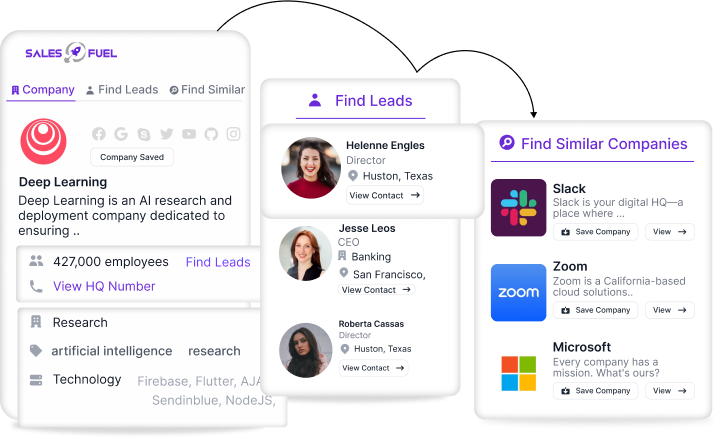 SALES FUEL
Company Find Leads Find Similar
Company Saved
Deep Learning
Deep Learning is an AI research and
deployment company dedicated to
ensuring ..
427,000 employees Find Leads
View HQ Number
Research
artificial intelligence research
Technology Firebase, Flutter, AJA
Sendinblue, NodeJS,
Find Leads
Helenne Engles
Director
Huston, Texas
View Contact
Jesse Leos
CEO
Banking
San Francisco,
View Contact
Roberta Cassas
Director
Huston, Texas
View Contact
Find Similar Companies
Slack
Slack is your digital HQ—a
place where ...
Save Company View
zoom
Zoom
Zoom is a California-based
cloud solutions..
Save Company View
Microsoft
Every company has a
mission. What's ours?
Save Company View